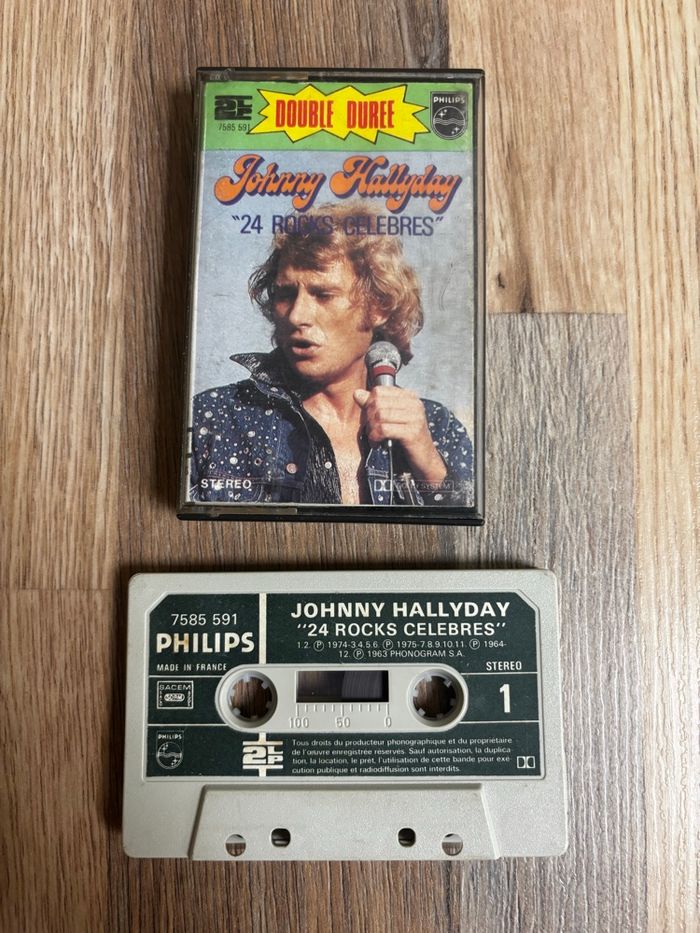 2LP
7585 591
DOUBLE DUREE
PHILIPS
Johnny Hallyday
"24 ROCKS CELEBRES"
STEREO
DOLBY SYSTEM
7585 591
PHILIPS
MADE IN FRANCE
JOHNNY HALLYDAY
"24 ROCKS CELEBRES"
1.2. Ⓟ 1974-3.4.5.6. Ⓟ 1975-7.8.9.10.11. Ⓟ 1964-
12. Ⓟ 1963 PHONOGRAM S.A.
STEREO
1
SACEM
100 50 0
PHILIPS
2LP
Tous droits du producteur phonographique et du propriétaire
de l'œuvre enregistrée réservés. Sauf autorisation, la duplica-
tion, la location, le prêt, l'utilisation de cette bande pour exé-
cution publique et radiodiffusion sont interdits.